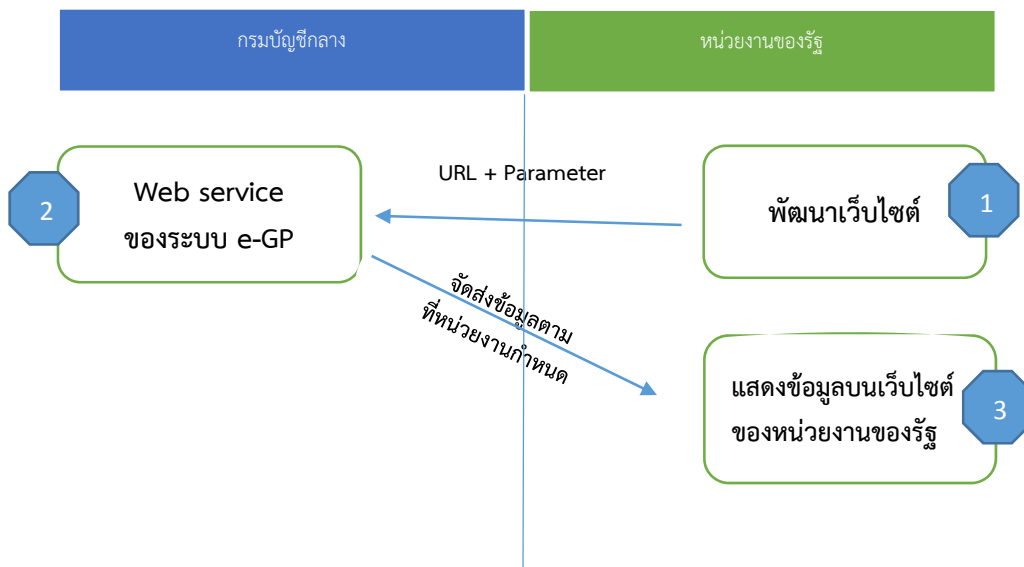 กรมบัญชีกลาง
หน่วยงานของรัฐ
2
Web service
ของระบบ e-GP
URL + Parameter
พัฒนาเว็บไซต์
1
จัดส่งข้อมูลตาม
ที่หน่วยงานกำหนด
แสดงข้อมูลบนเว็บไซต์
ของหน่วยงานของรัฐ
3